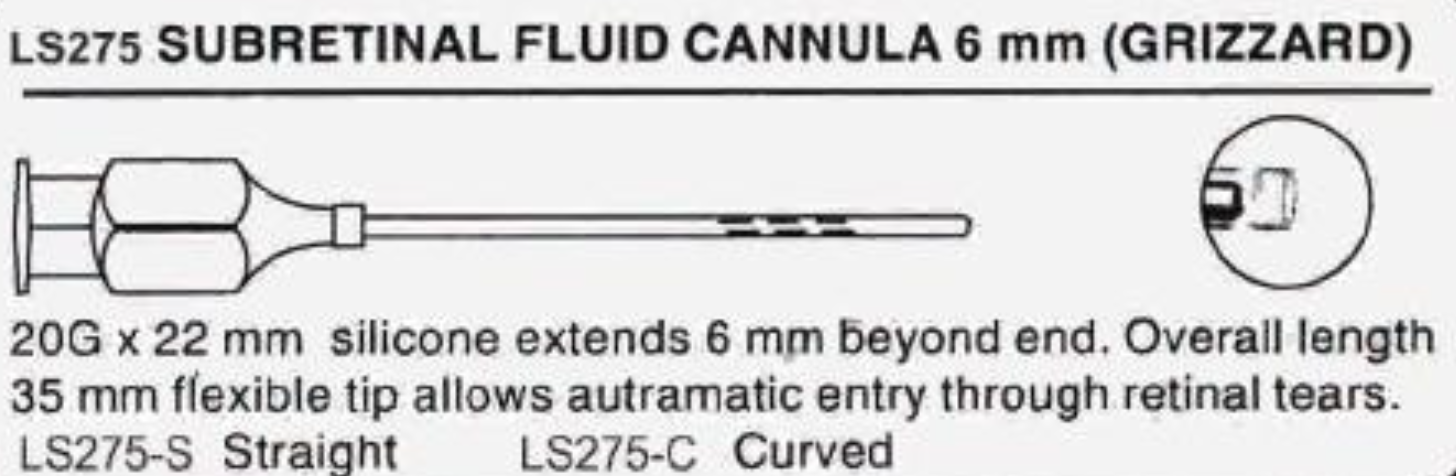 LS275 SUBRETINAL FLUID CANNULA 6 mm (GRIZZARD)
20G x 22 mm silicone extends 6 mm beyond end. Overall length
35 mm flexible tip allows autramatic entry through retinal tears.
LS275-S Straight LS275-C Curved